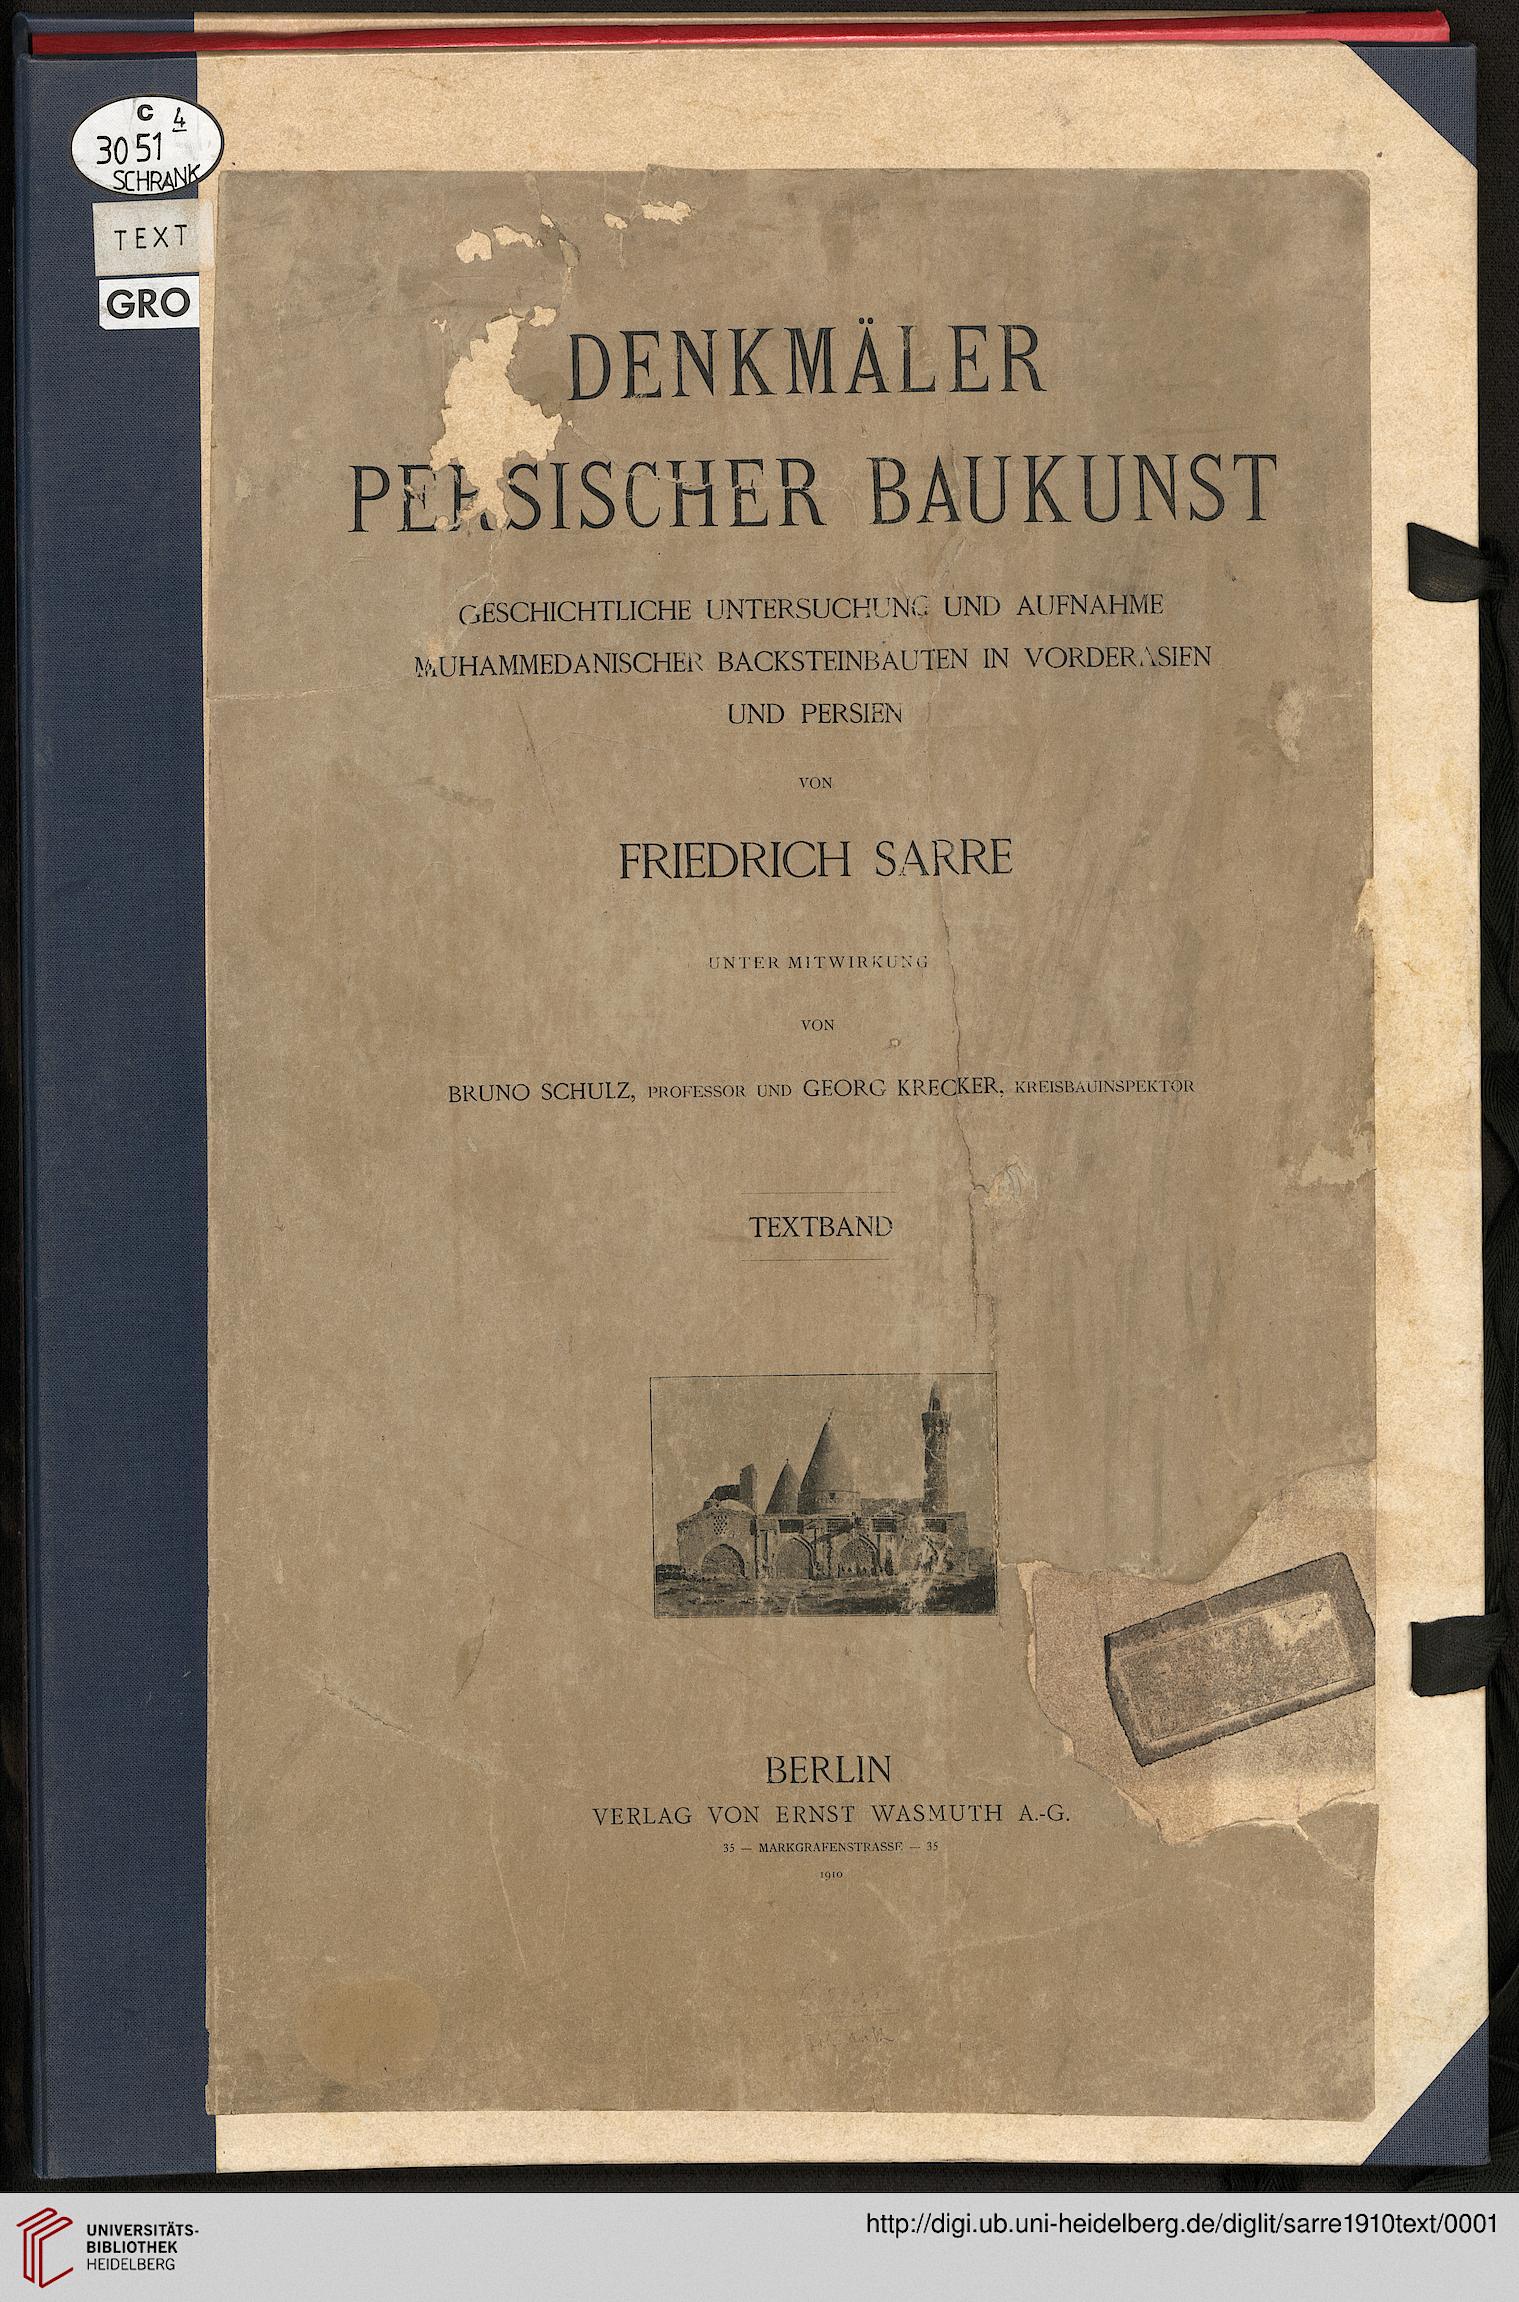 C 4
3051
SCHRANK
TEXT
GRO
DENKMÄLER
PERSISCHER BAUKUNST
GESCHICHTLICHE UNTERSUCHUNG UND AUFNAHME
MUHAMMEDANISCHER BACKSTEINBAUTEN IN VORDERASIEN
UND PERSIEN
VON
FRIEDRICH SARRE
UNTER MITWIRKUNG
VON
BRUNO SCHULZ, PROFESSOR UND GEORG KRECKER, KREISBAUINSPEKTOR
TEXTBAND
BERLIN
VERLAG VON ERNST WASMUTH A.-G.
35 — MARKGRAFENSTRASSE — 35
1910
UNIVERSITÄTS-
BIBLIOTHEK
HEIDELBERG
http://digi.ub.uni-heidelberg.de/diglit/sarre1910text/0001